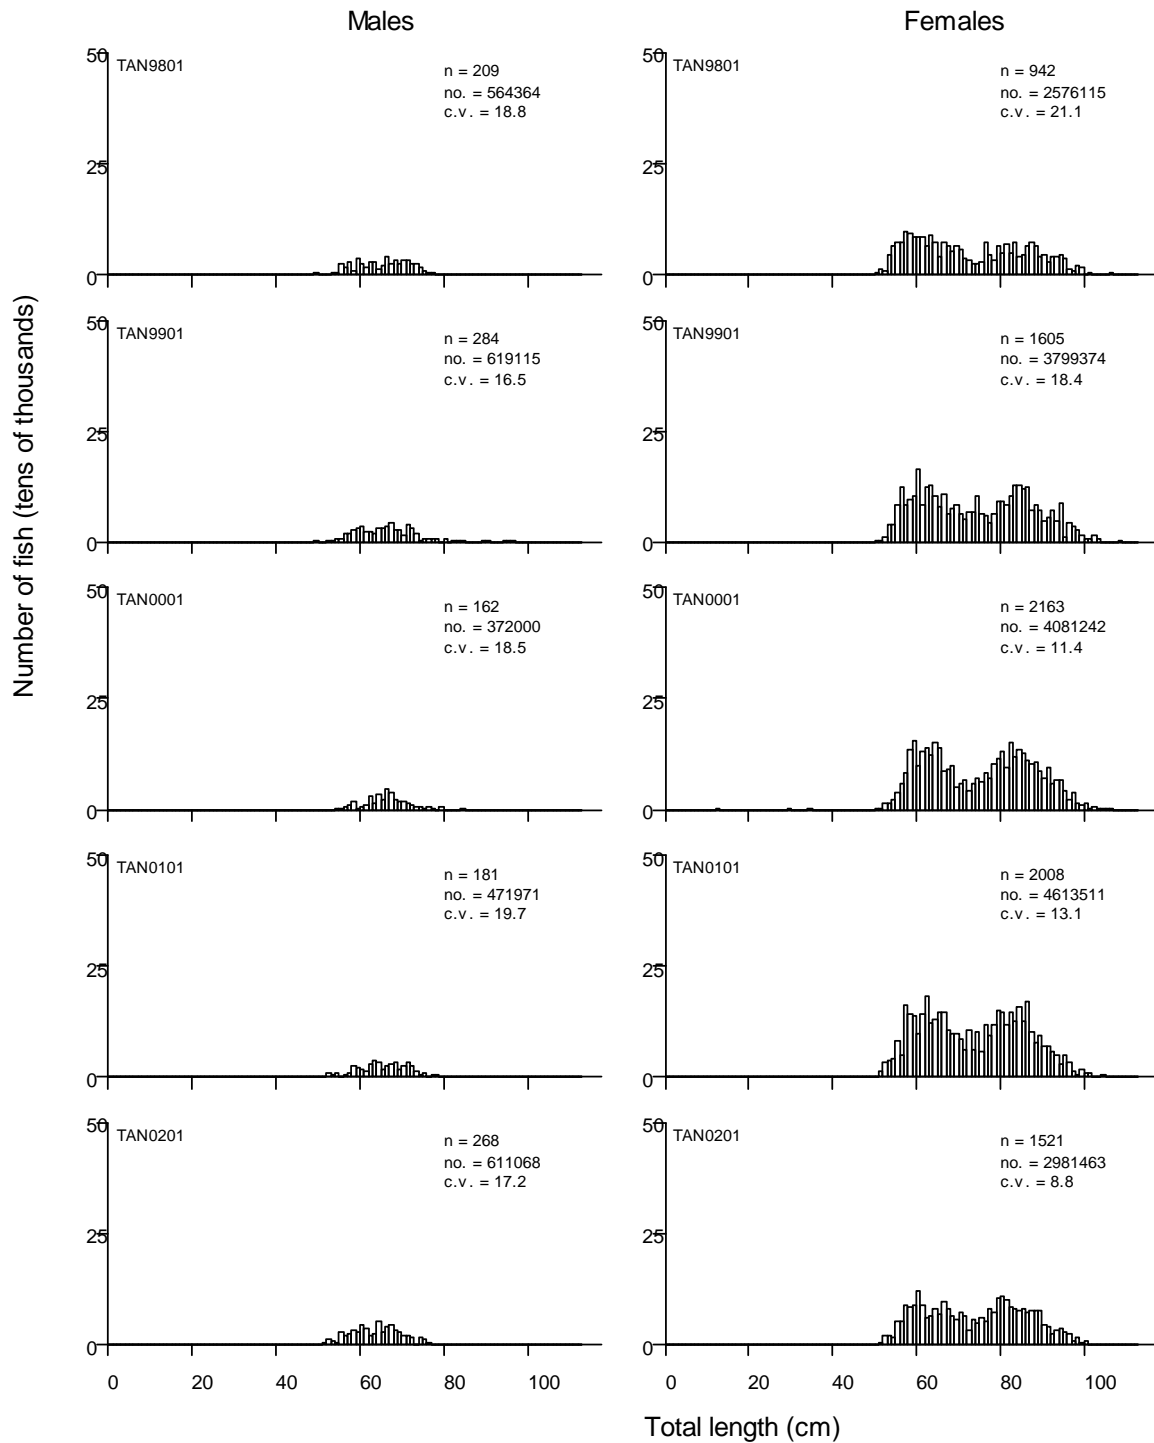 Males
Females
Number of fish (tens of thousands)
50
25
0
TAN9801
n = 209
no. = 564364
c.v. = 18.8
50
25
0
TAN9801
n = 942
no. = 2576115
c.v. = 21.1
50
25
0
TAN9901
n = 284
no. = 619115
c.v. = 16.5
50
25
0
TAN9901
n = 1605
no. = 3799374
c.v. = 18.4
50
25
0
TAN0001
n = 162
no. = 372000
c.v. = 18.5
50
25
0
TAN0001
n = 2163
no. = 4081242
c.v. = 11.4
50
25
0
TAN0101
n = 181
no. = 471971
c.v. = 19.7
50
25
0
TAN0101
n = 2008
no. = 4613511
c.v. = 13.1
50
25
0
TAN0201
n = 268
no. = 611068
c.v. = 17.2
50
25
0
TAN0201
n = 1521
no. = 2981463
c.v. = 8.8
0 20 40 60 80 100
0 20 40 60 80 100
Total length (cm)